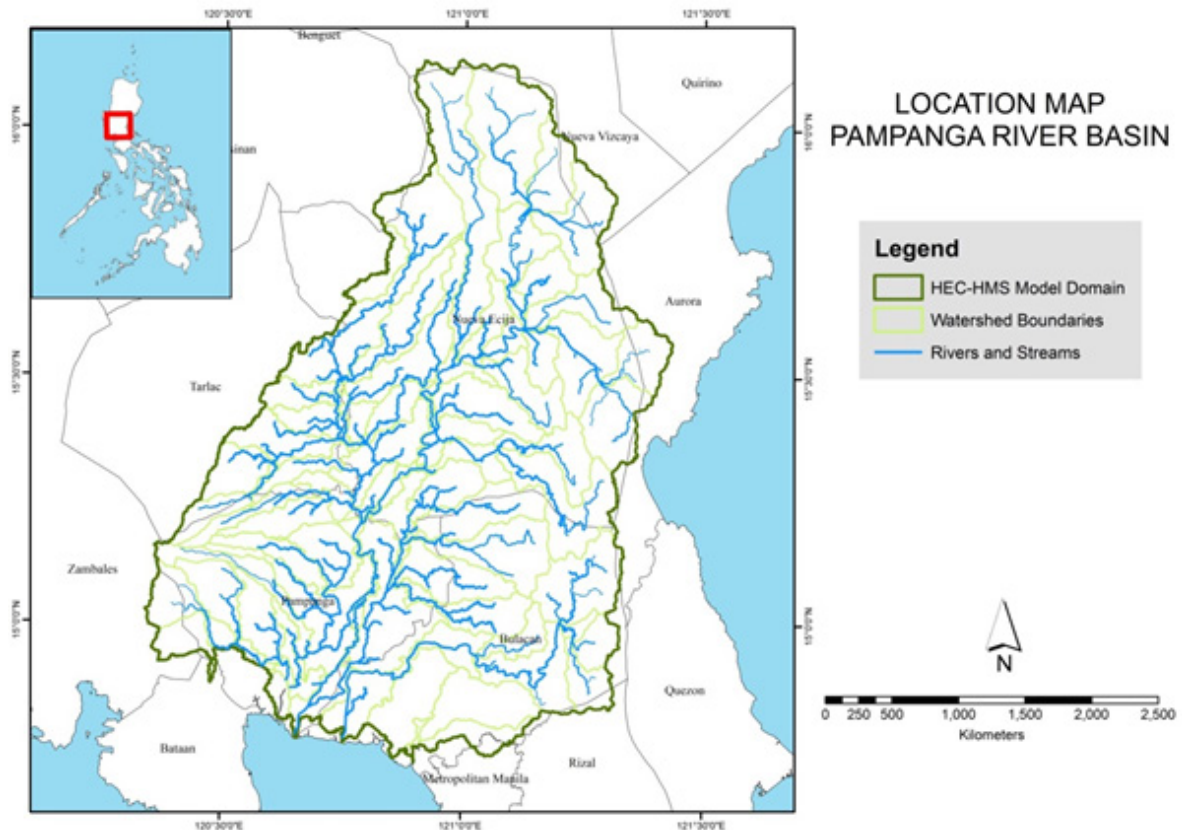 120°30'0"E
121°0'0"E
121°30'0"E
Benguet
Quirino
LOCATION MAP
PAMPANGA RIVER BASIN
16°0'0"N
16°0'0"N
Nueva Vizcaya
sinan
Legend
HEC-HMS Model Domain
Watershed Boundaries
Rivers and Streams
Aurora
Nueva Ecija
15°30'0"N
15°30'0"N
Tarlac
Zambales
Pampanga
15°0'0"N
15°0'0"N
Bulacan
N
Quezon
0 250 500 1,000 1,500 2,000 2,500
Kilometers
Bataan
Rizal
Metropolitan Manila
120°30'0"E
121°0'0"E
121°30'0"E